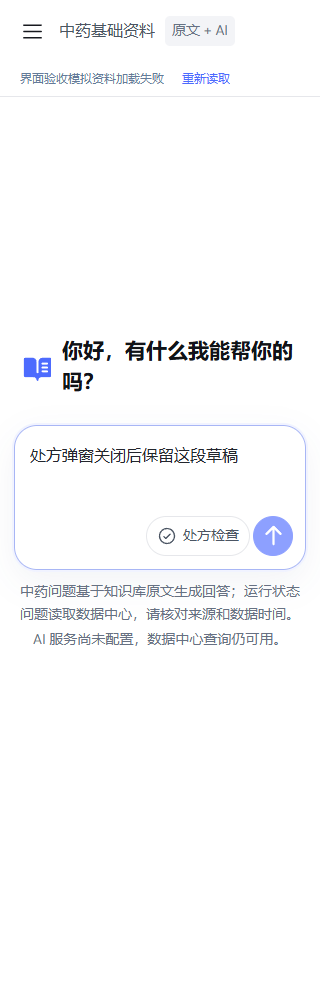 中药基础资料 原文 + AI
界面验收模拟资料加载失败 重新读取
你好，有什么我能帮你的
吗？
处方弹窗关闭后保留这段草稿
处方检查
中药问题基于知识库原文生成回答；运行状态
问题读取数据中心，请核对来源和数据时间。
AI 服务尚未配置，数据中心查询仍可用。